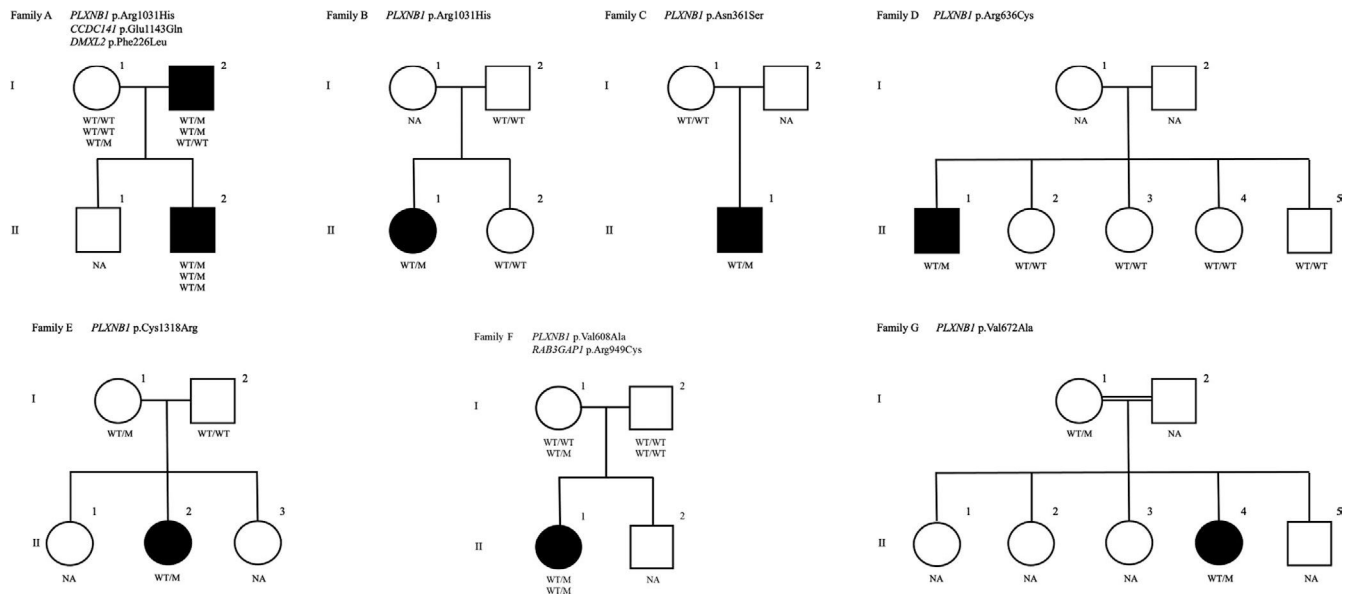 Family A PLXNB1 p.Arg1031His
CCDC141 p.Glu1143Gln
DMXL2 p.Phe226Leu
I
1
2
WT/WT
WT/WT
WT/M
WT/M
WT/M
WT/WT
II
1
2
NA
WT/M
WT/M
WT/M
Family B PLXNB1 p.Arg1031His
I
1
2
NA
WT/WT
II
1
2
WT/M
WT/WT
Family C PLXNB1 p.Asn361Ser
I
1
2
WT/WT
NA
II
1
WT/M
Family D PLXNB1 p.Arg636Cys
I
1
2
NA
NA
II
1
2
3
4
5
WT/M
WT/WT
WT/WT
WT/WT
WT/WT
Family E PLXNB1 p.Cys1318Arg
I
1
2
WT/M
WT/WT
II
1
2
3
NA
WT/M
NA
Family F PLXNB1 p.Val608Ala
RAB3GAP1 p.Arg949Cys
I
1
2
WT/WT
WT/M
WT/WT
WT/WT
II
1
2
WT/M
WT/M
NA
Family G PLXNB1 p.Val672Ala
I
1
2
WT/M
NA
II
1
2
3
4
5
NA
NA
NA
WT/M
NA